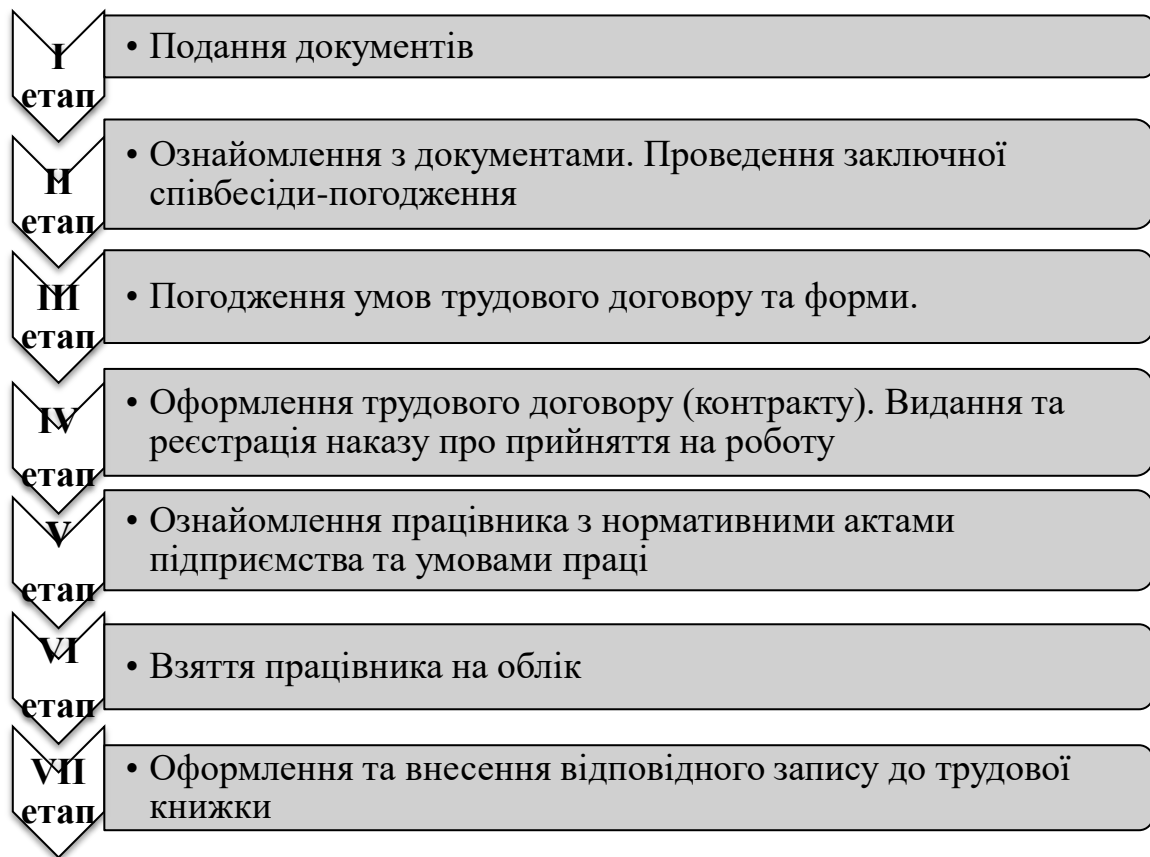 I
етап
• Подання документів
II
етап
• Ознайомлення з документами. Проведення заключної
співбесіди-погодження
III
етап
• Погодження умов трудового договору та форми.
IV
етап
• Оформлення трудового договору (контракту). Видання та
реєстрація наказу про прийняття на роботу
V
етап
• Ознайомлення працівника з нормативними актами
підприємства та умовами праці
VI
етап
• Взяття працівника на облік
VII
етап
• Оформлення та внесення відповідного запису до трудової
книжки